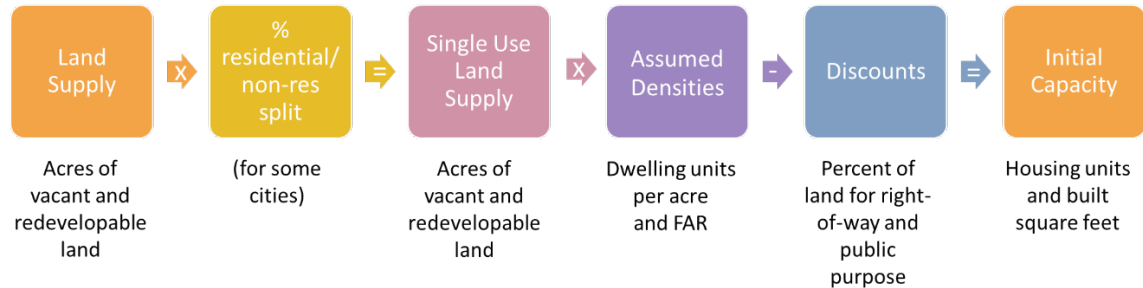 Land
Supply
x
%
residential/
non-res
split
=
Single Use
Land
Supply
x
Assumed
Densities
-
Discounts
=
Initial
Capacity
Acres of
vacant and
redevelopable
land
(for some
cities)
Acres of
vacant and
redevelopable
land
Dwelling units
per acre
and FAR
Percent of
land for right-
of-way and
public
purpose
Housing units
and built
square feet